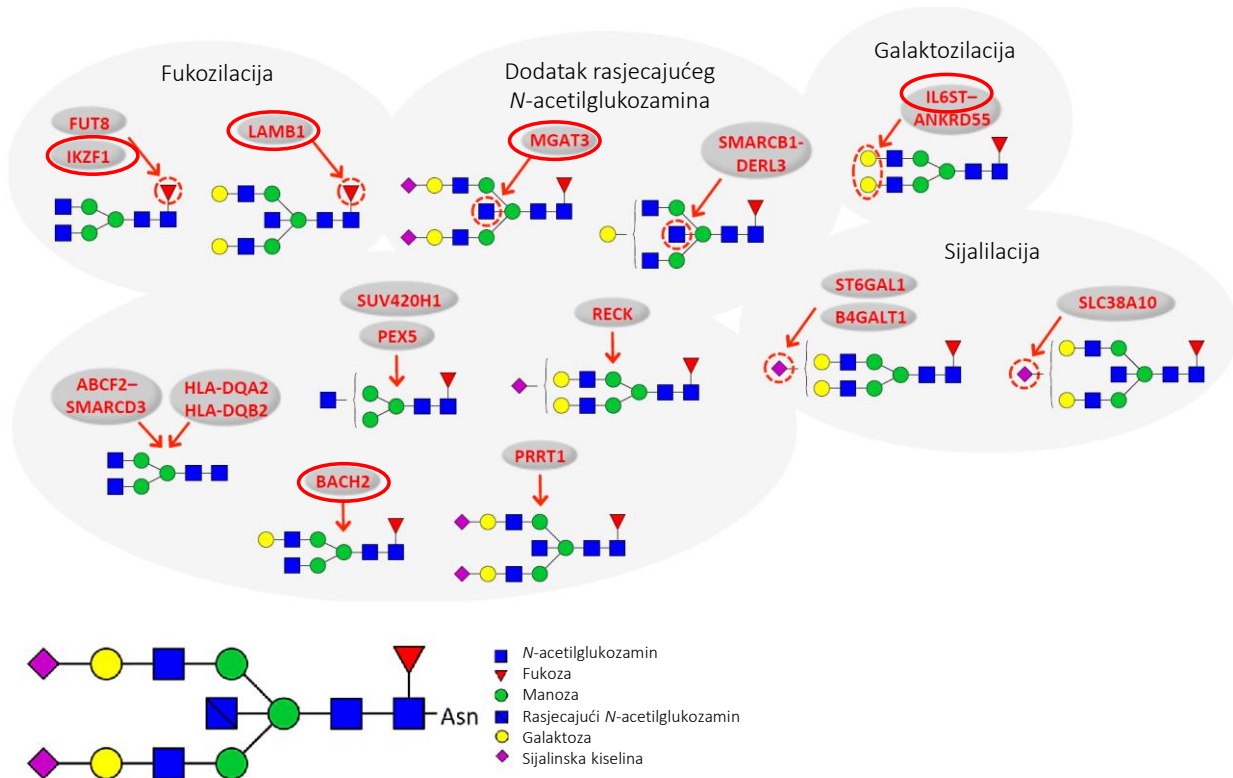 Fukozilacija
FUT8
IKZF1
LAMB1
Dodatak rasjecajućeg
N-acetilglukozamina
MGAT3
SMARCB1-
DERL3
Galaktozilacija
IL6ST–
ANKRD55
Sijalilacija
ST6GAL1
B4GALT1
SLC38A10
SUV420H1
PEX5
RECK
ABCF2–
SMARCD3
HLA-DQA2
HLA-DQB2
BACH2
PRRT1
Asn
N-acetilglukozamin
Fukoza
Manoza
Rasjecajući N-acetilglukozamin
Galaktoza
Sijalinska kiselina